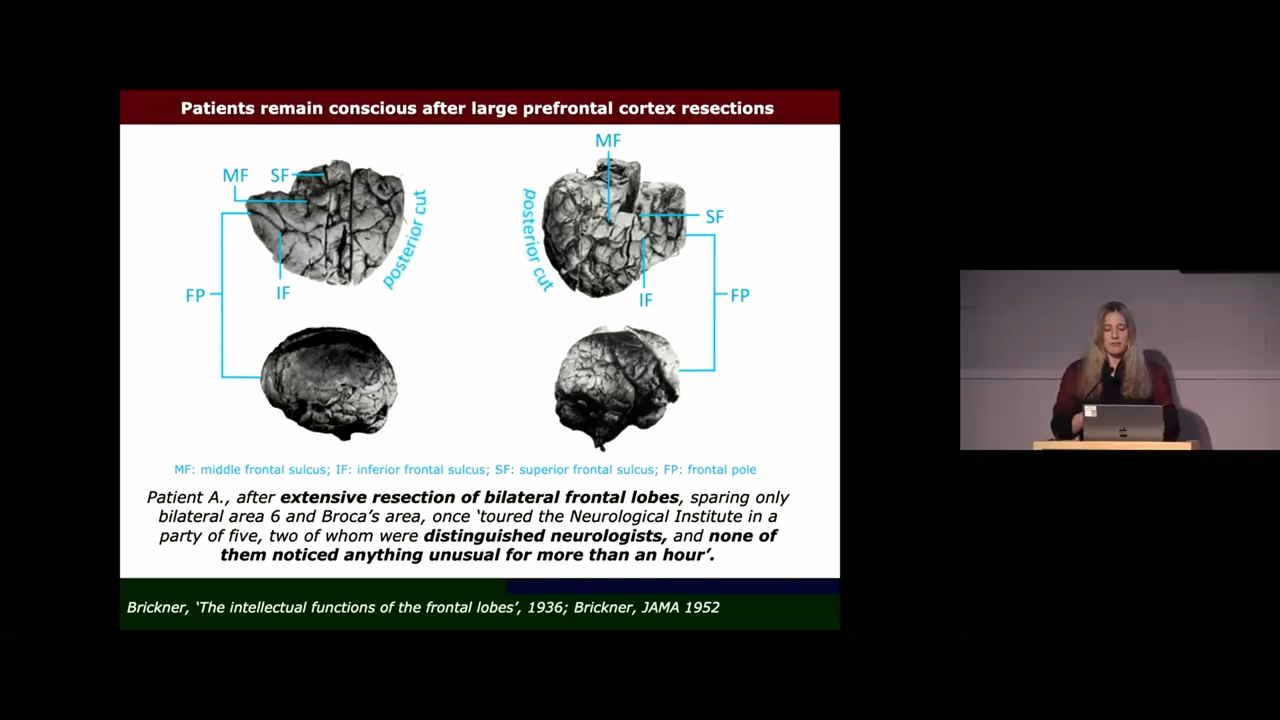 Patients remain conscious after large prefrontal cortex resections
MF SF
posterior cut
FP
IF
MF
SF
posterior cut
FP
IF
MF: middle frontal sulcus; IF: inferior frontal sulcus; SF: superior frontal sulcus; FP: frontal pole
Patient A., after extensive resection of bilateral frontal lobes, sparing only
bilateral area 6 and Broca's area, once 'toured the Neurological Institute in a
party of five, two of whom were distinguished neurologists, and none of
them noticed anything unusual for more than an hour'.
Brickner, 'The intellectual functions of the frontal lobes', 1936; Brickner, JAMA 1952